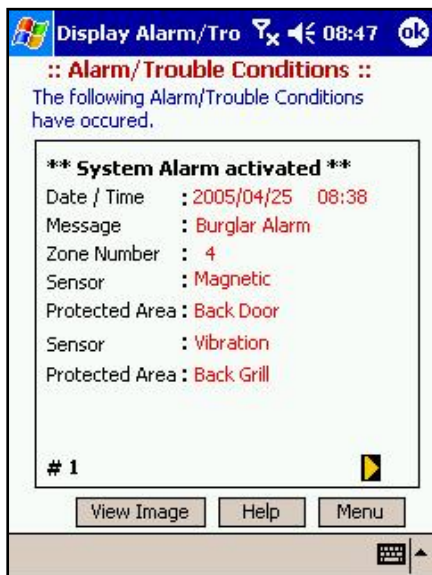 Display Alarm/Tro 08:47 ok
:: Alarm/Trouble Conditions ::
The following Alarm/Trouble Conditions
have occured.
** System Alarm activated **
Date / Time : 2005/04/25 08:38
Message : Burglar Alarm
Zone Number : 4
Sensor : Magnetic
Protected Area : Back Door
Sensor : Vibration
Protected Area : Back Grill
# 1
View Image Help Menu